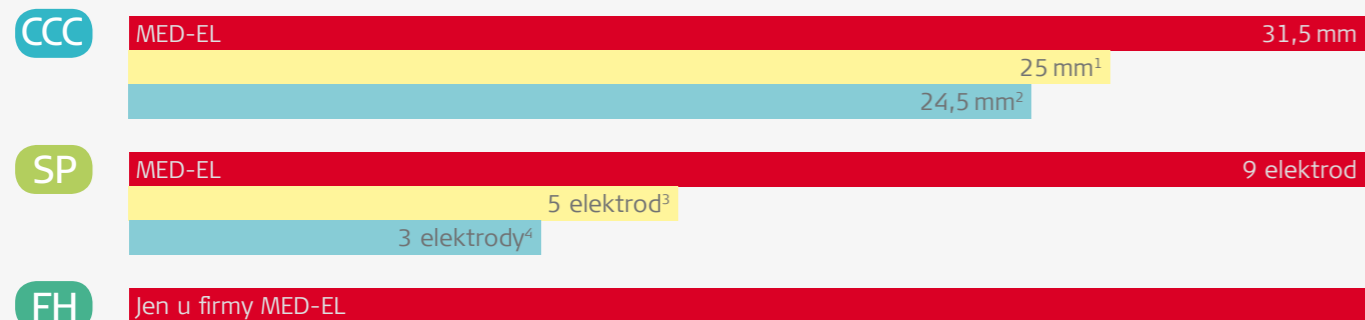 CCC MED-EL 31,5 mm
25 mm¹
24,5 mm²
SP MED-EL 9 elektrod
5 elektrod³
3 elektrody⁴
FH Jen u firmy MED-EL